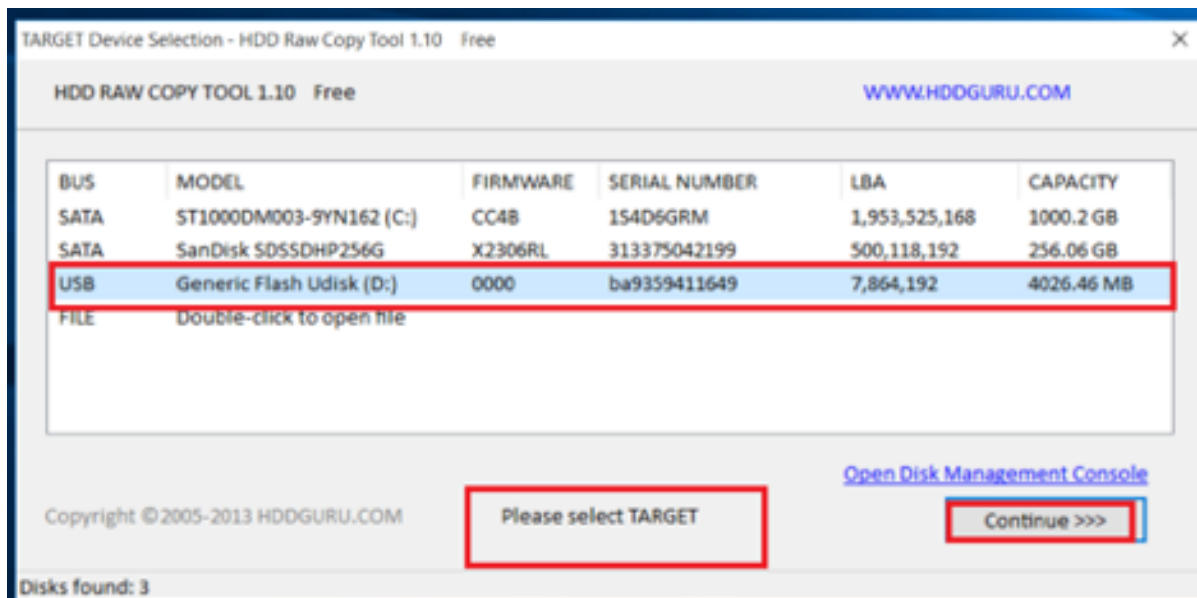 TARGET Device Selection - HDD Raw Copy Tool 1.10 Free
HDD RAW COPY TOOL 1.10 Free WWW.HDDGURU.COM
BUS MODEL FIRMWARE SERIAL NUMBER LBA CAPACITY
SATA ST1000DM003-9YN162 (C:) CC4B 1S4D6GRM 1,953,525,168 1000.2 GB
SATA SanDisk SDSSDHP256G X2306RL 313375042199 500,118,192 256.06 GB
USB Generic Flash Udisk (D:) 0000 ba9359411649 7,864,192 4026.46 MB
FILE Double-click to open file
Open Disk Management Console
Copyright ©2005-2013 HDDGURU.COM Please select TARGET Continue >>>
Disks found: 3